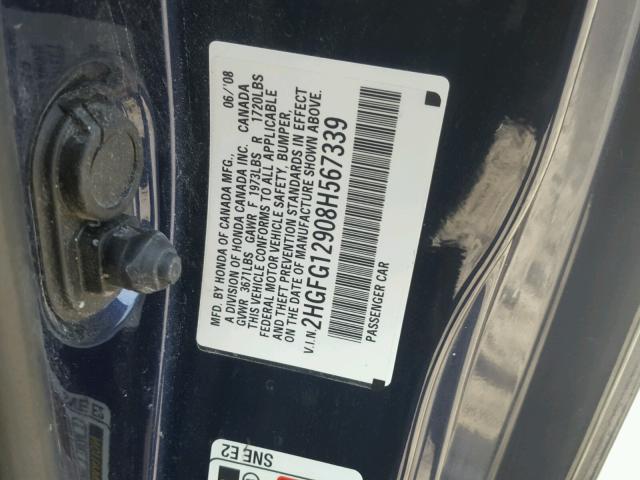 MFD. BY HONDA OF CANADA MFG., 06/'08
A DIVISION OF HONDA CANADA INC. CANADA
GVWR 3671LBS GAWR F 1973LBS R 1720LBS
THIS VEHICLE CONFORMS TO ALL APPLICABLE
FEDERAL MOTOR VEHICLE SAFETY, BUMPER,
AND THEFT PREVENTION STANDARDS IN EFFECT
ON THE DATE OF MANUFACTURE SHOWN ABOVE.
V.I.N.: 2HGFG12908H567339
PASSENGER CAR
SNE E2